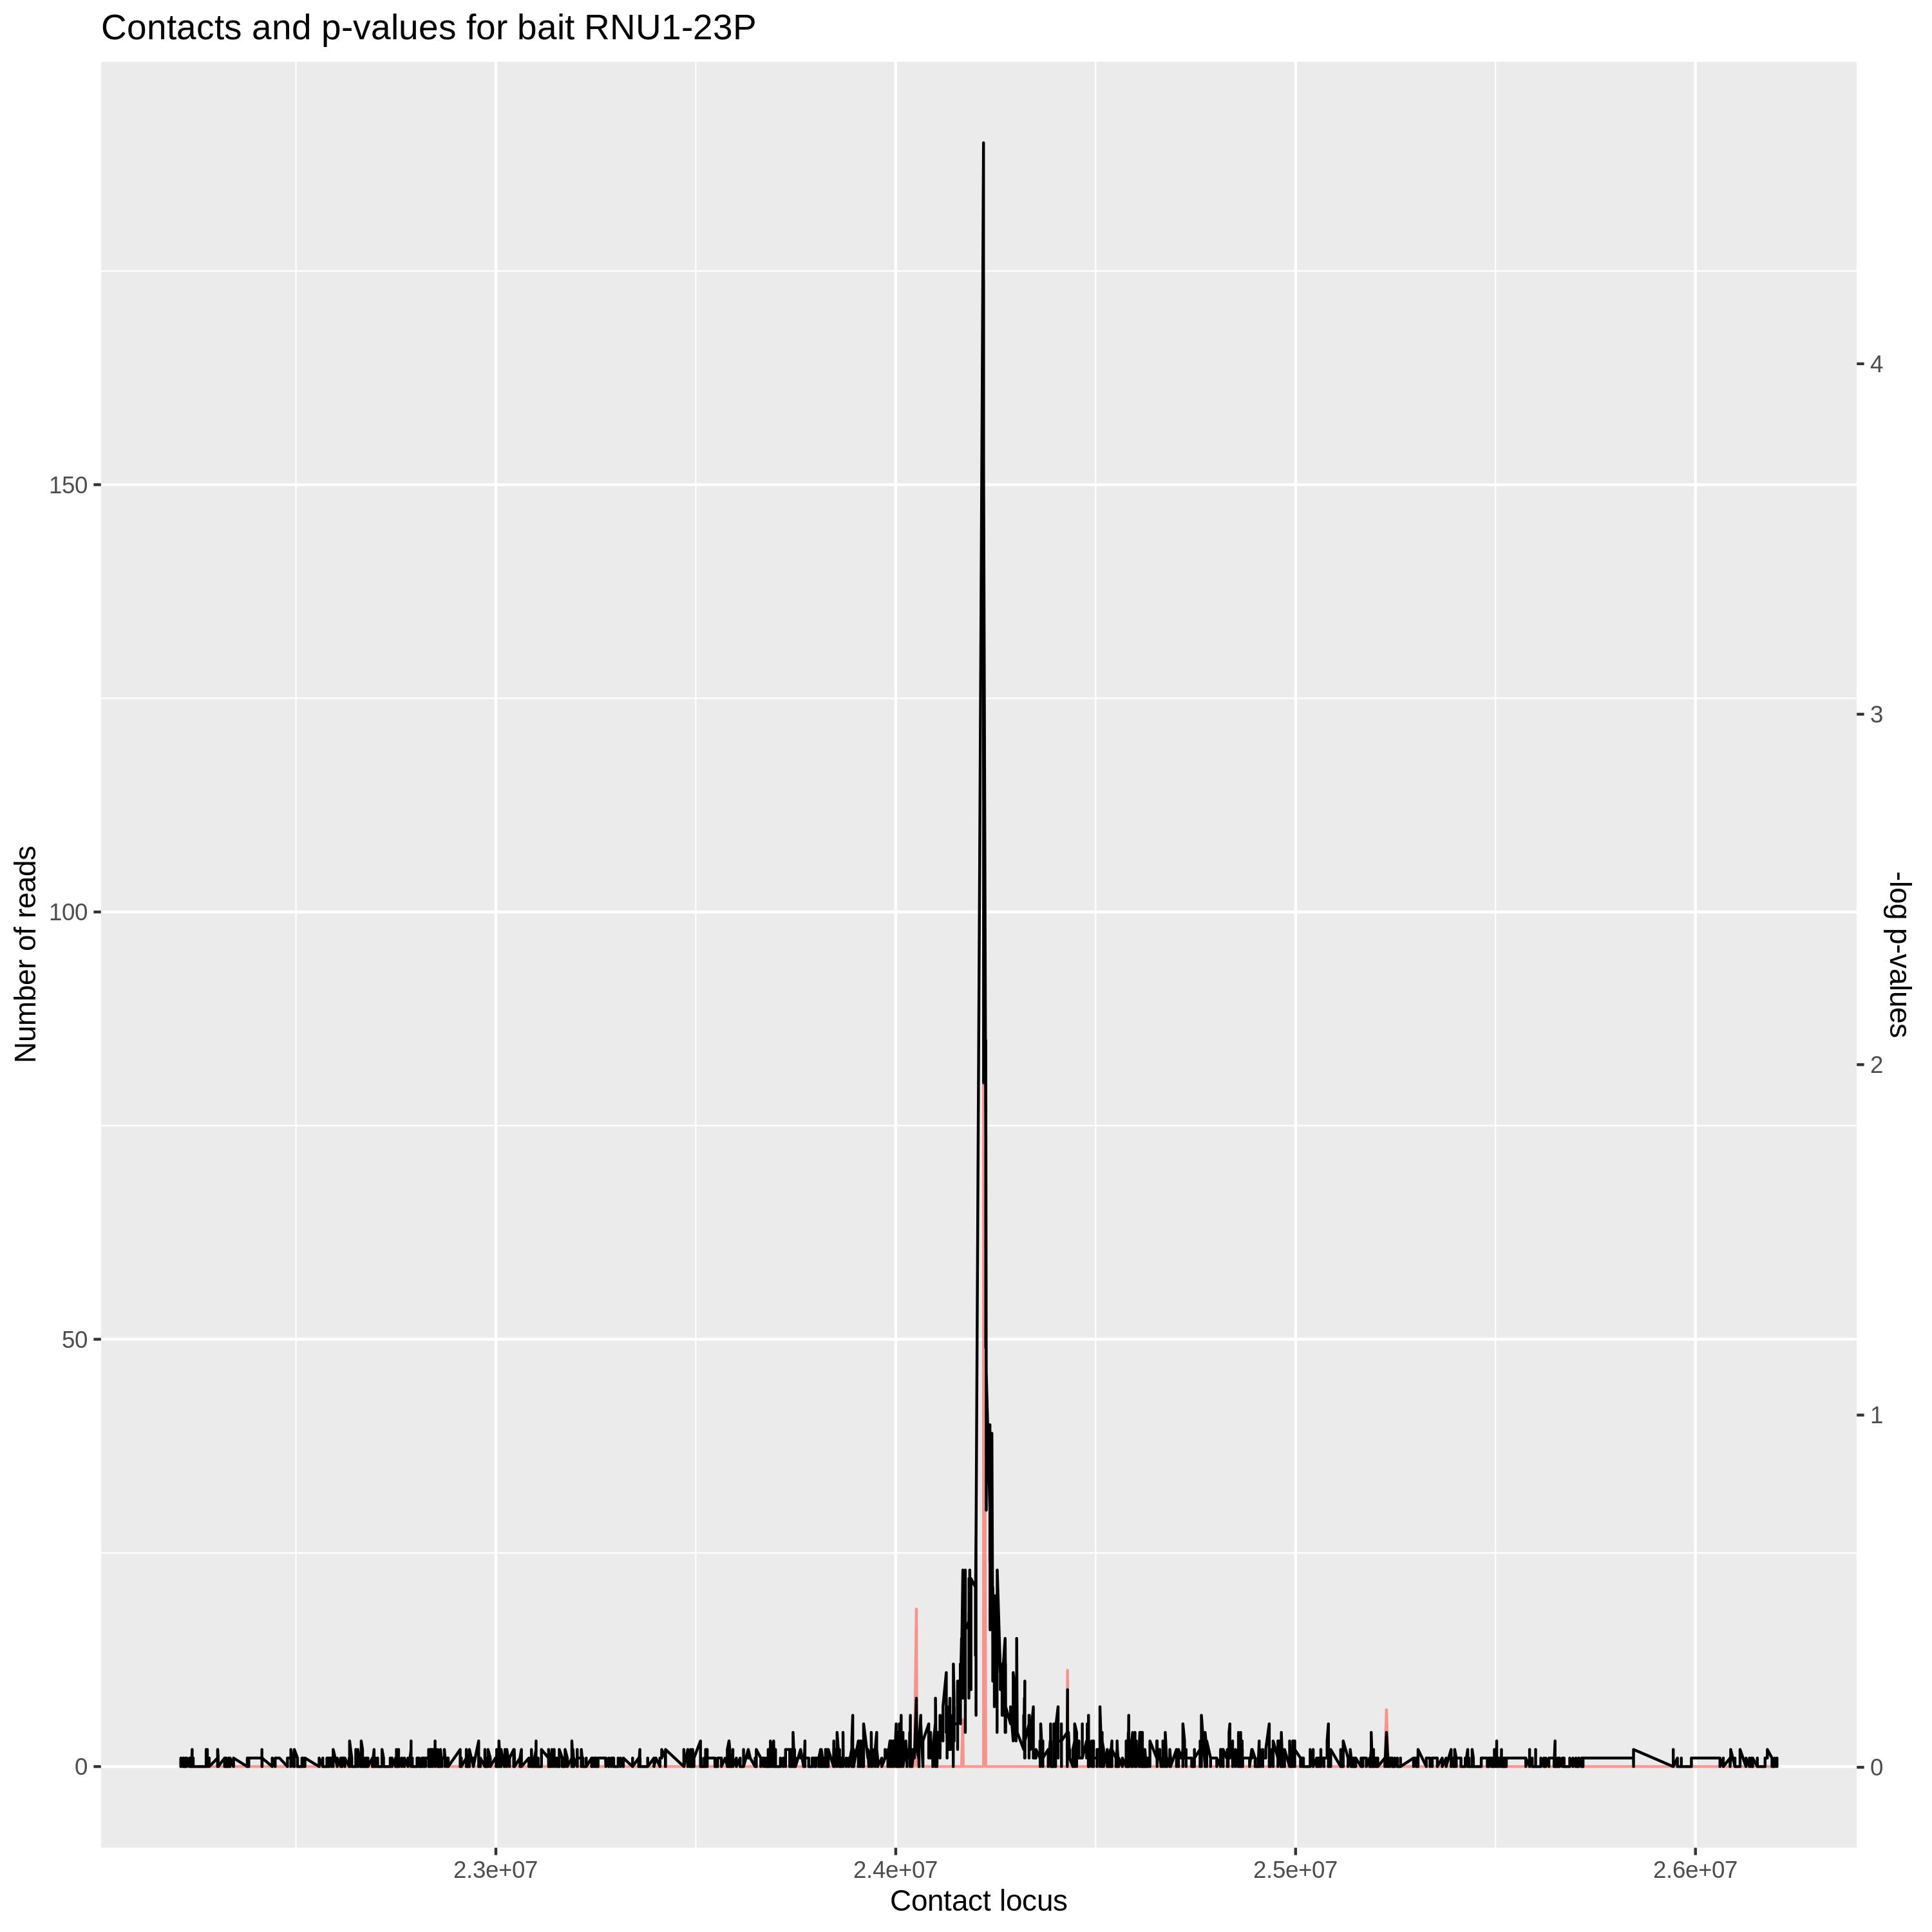 Contacts and p-values for bait RNU1-23P
150
100
50
0
Number of reads
4
3
2
1
0
-log p-values
2.3e+07
2.4e+07
2.5e+07
2.6e+07
Contact locus